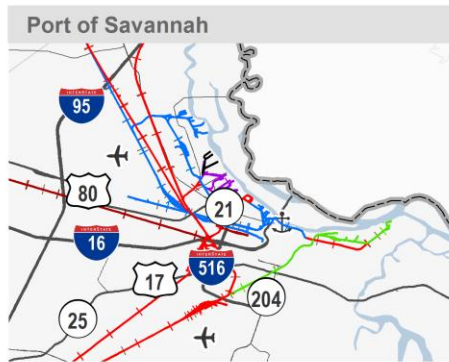 Port of Savannah
INTERSTATE
95
80
21
INTERSTATE
16
INTERSTATE
516
17
204
25